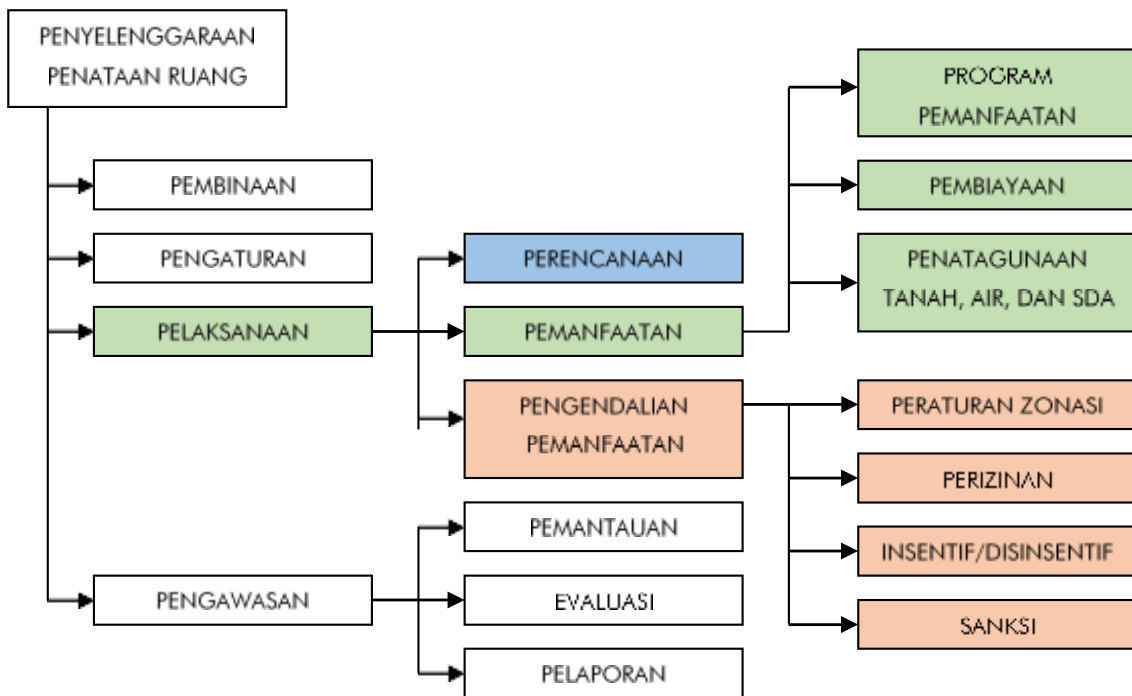 PENYELENGGARAAN
PENATAAN RUANG
PEMBINAAN
PENGATURAN
PELAKSANAAN
PENGAWASAN
PERENCANAAN
PEMANFAATAN
PENGENDALIAN
PEMANFAATAN
PEMANTAUAN
EVALUASI
PELAPORAN
PROGRAM
PEMANFAATAN
PEMBIAYAAN
PENATAGUNAAN
TANAH, AIR, DAN SDA
PERATURAN ZONASI
PERIZINAN
INSENTIF/DISINSENTIF
SANKSI